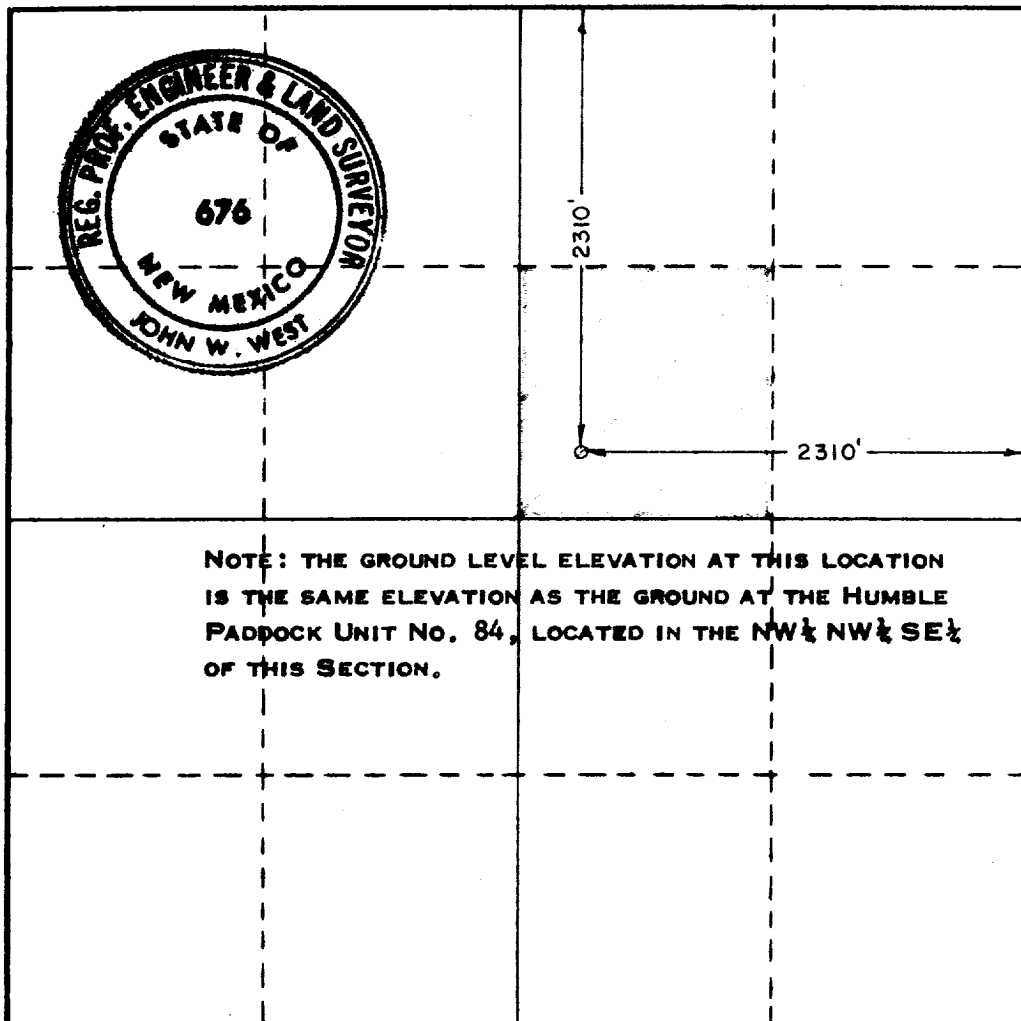 REG. PROF. ENGINEER & LAND SURVEYOR
STATE OF
676
NEW MEXICO
JOHN W. WEST
2310'
2310'
NOTE: THE GROUND LEVEL ELEVATION AT THIS LOCATION
IS THE SAME ELEVATION AS THE GROUND AT THE HUMBLE
PADDOCK UNIT NO. 84, LOCATED IN THE NW¼ NW¼ SE¼
OF THIS SECTION.